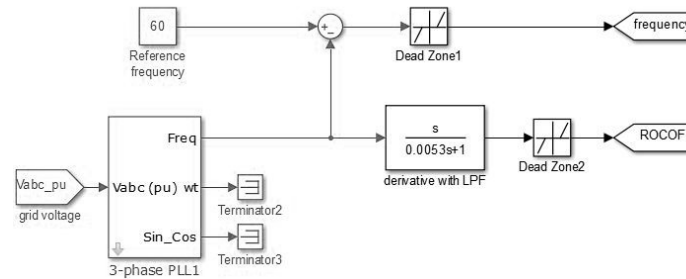 60
Reference
frequency
+
-
Dead Zone1
frequency
Freq
s
0.0053s+1
derivative with LPF
Dead Zone2
ROCOF
Vabc_pu
grid voltage
Vabc (pu) wt
Terminator2
Sin_Cos
Terminator3
3-phase PLL1